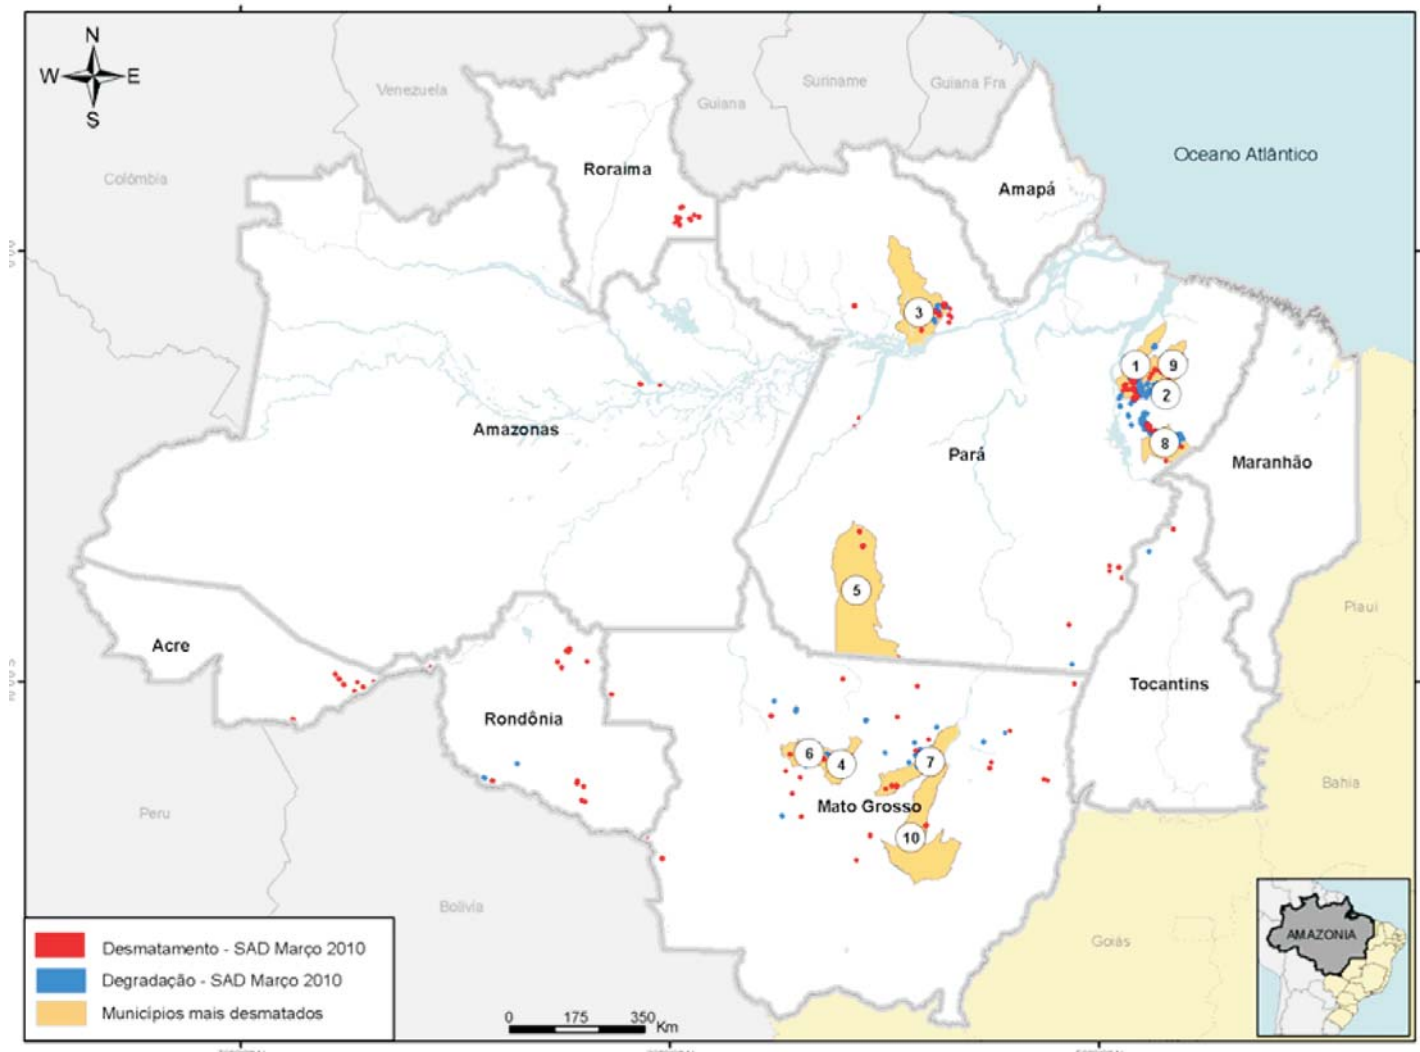 N
W E
S
Venezuela
Guiana
Suriname
Guiana Fra
Colômbia
Roraima
Amapá
Oceano Atlântico
3
1
9
2
8
Amazonas
Pará
Maranhão
5
Piaui
Acre
Tocantins
Rondônia
6
4
7
Mato Grosso
10
Peru
Bolívia
Bahia
Goiás
Desmatamento - SAD Março 2010
Degradação - SAD Março 2010
Municípios mais desmatados
0 175 350
Km
AMAZONIA